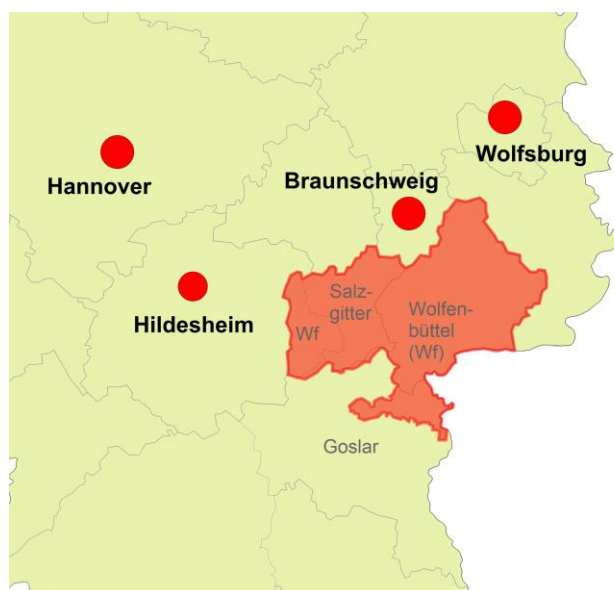 Wolfsburg
Hannover
Braunschweig
Hildesheim
Salz-
gitter
Wf
Wolfen-
büttel
(Wf)
Goslar